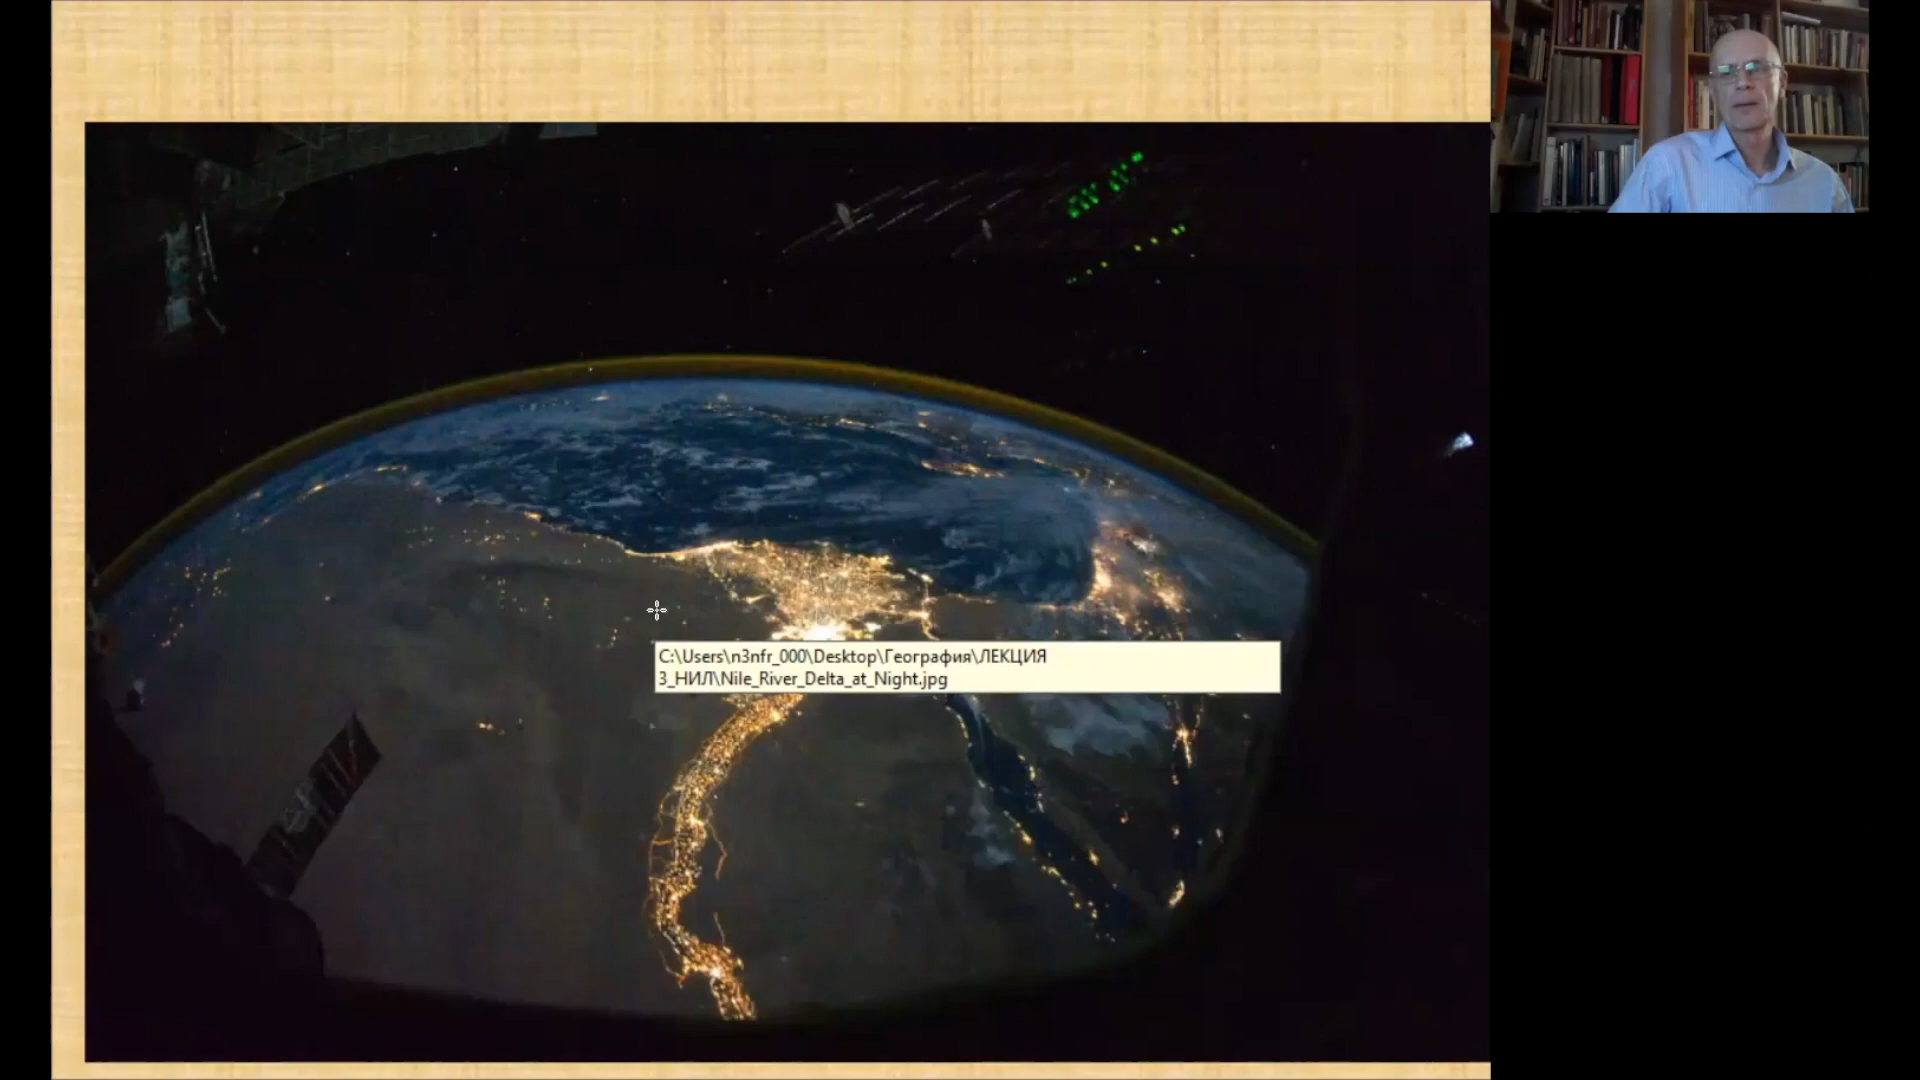 C:\Users\n3nfr_000\Desktop\География\ЛЕКЦИЯ
3_НИЛ\Nile_River_Delta_at_Night.jpg